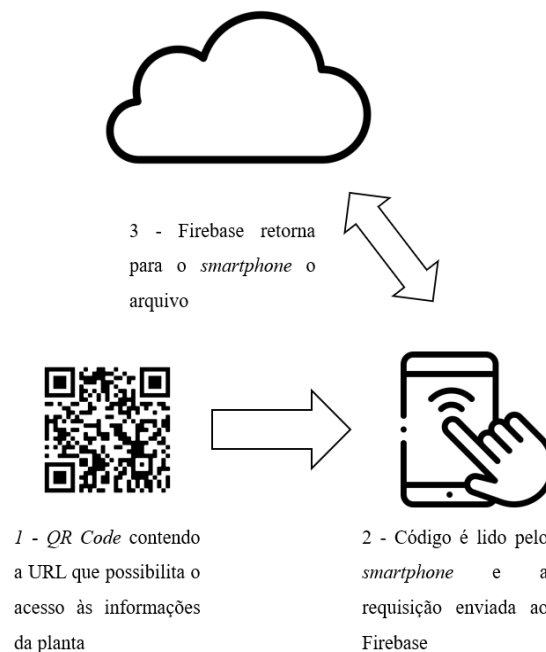 3 - Firebase retorna
para o smartphone o
arquivo
1 - QR Code contendo
a URL que possibilita o
acesso às informações
da planta
2 - Código é lido pelo
smartphone e a
requisição enviada ao
Firebase